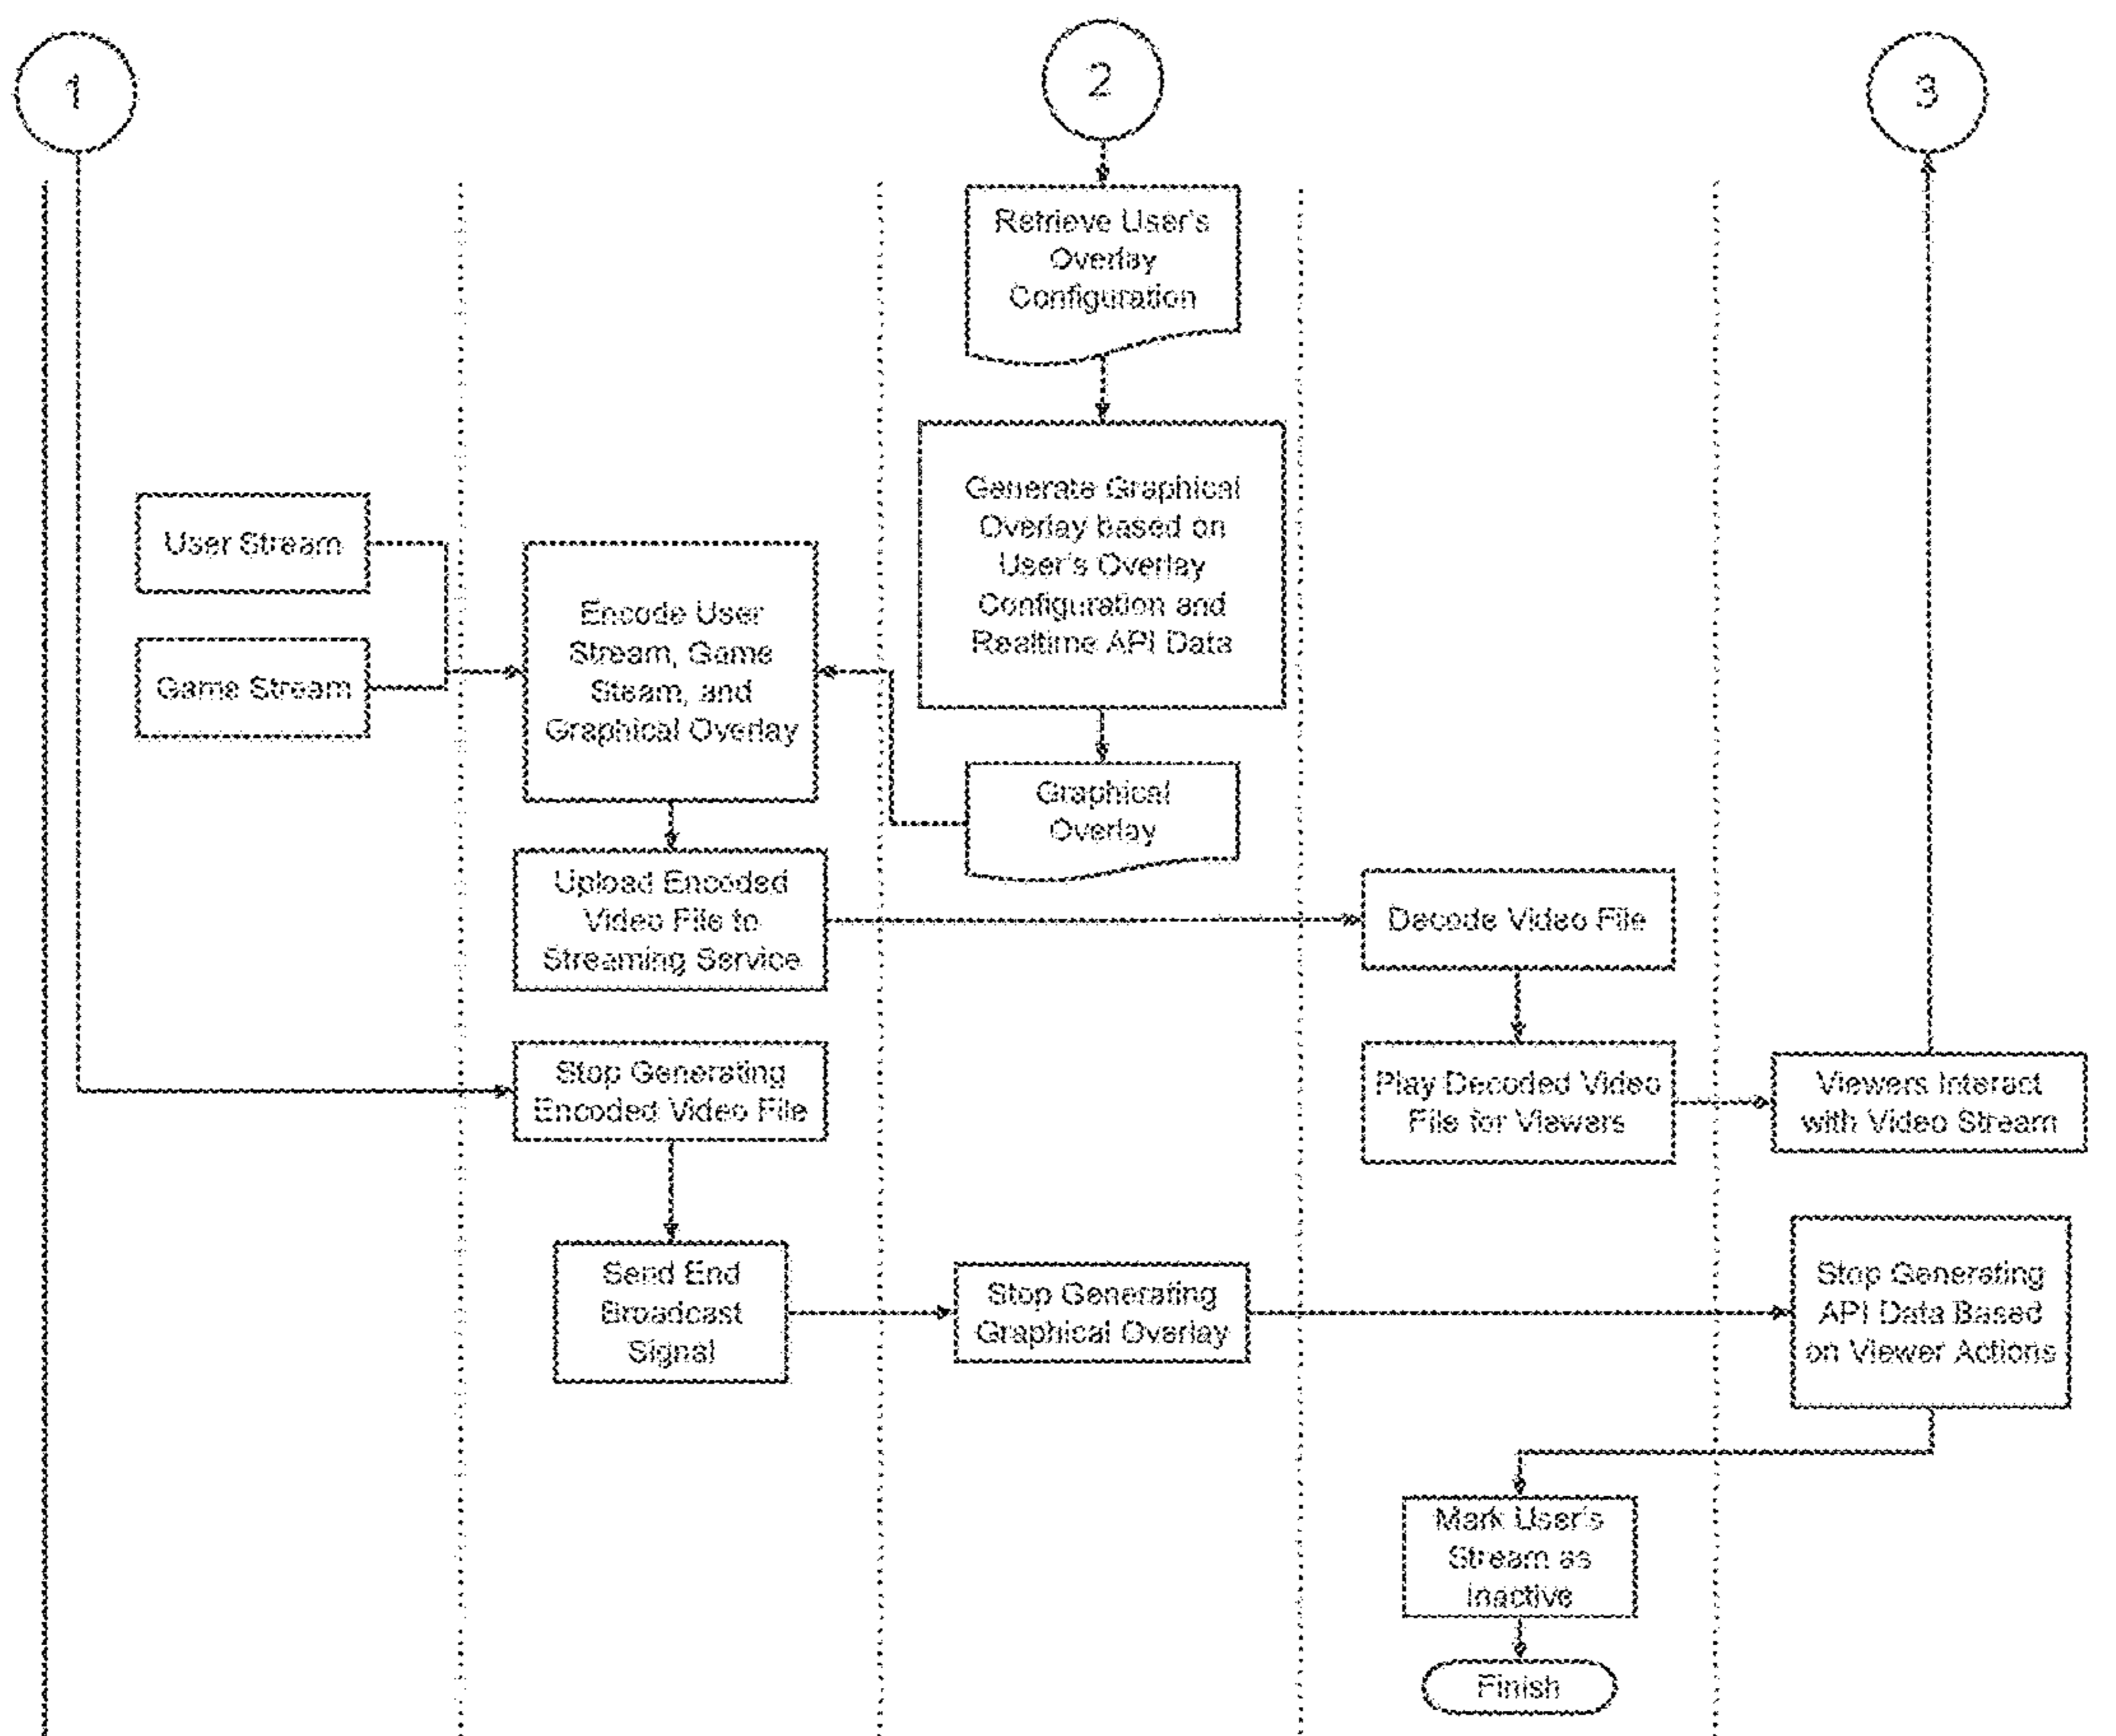 1
2
3
Retrieve User's
Overlay
Configuration
Generate Graphical
Overlay based on
User's Overlay
Configuration and
Realtime API Data
User Stream
Game Stream
Encode User
Stream, Game
Steam, and
Graphical Overlay
Graphical
Overlay
Upload Encoded
Video File to
Streaming Service
Decode Video File
Stop Generating
Encoded Video File
Play Decoded Video
File for Viewers
Viewers Interact
with Video Stream
Send End
Broadcast
Signal
Stop Generating
Graphical Overlay
Stop Generating
API Data Based
on Viewer Actions
Mark User's
Stream as
Inactive
Finish